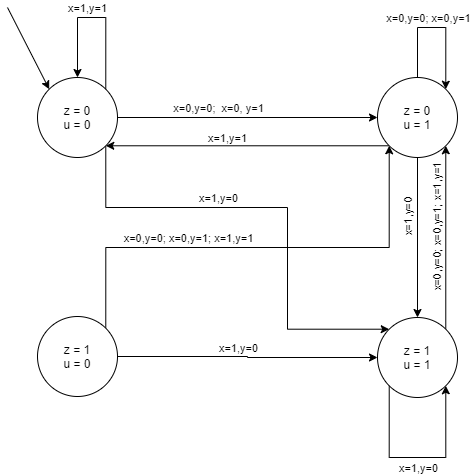 x=1,y=1
x=0,y=0; x=0,y=1
z = 0
u = 0
x=0,y=0; x=0, y=1
z = 0
u = 1
x=1,y=1
x=1,y=0
x=1,y=0
x=0,y=0; x=0,y=1; x=1,y=1
x=0,y=0; x=0,y=1; x=1,y=1
z = 1
u = 0
x=1,y=0
z = 1
u = 1
x=1,y=0